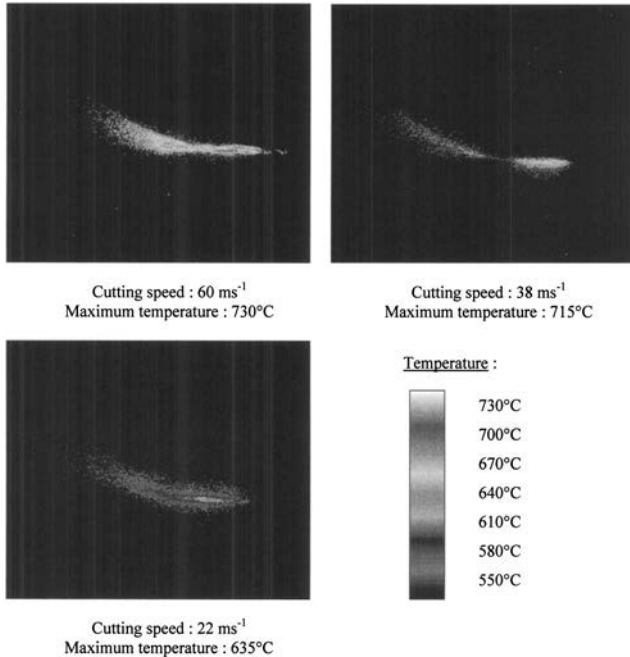 Cutting speed : 60 ms⁻¹
Maximum temperature : 730°C
Cutting speed : 38 ms⁻¹
Maximum temperature : 715°C
Temperature :
730°C
700°C
670°C
640°C
610°C
580°C
550°C
Cutting speed : 22 ms⁻¹
Maximum temperature : 635°C